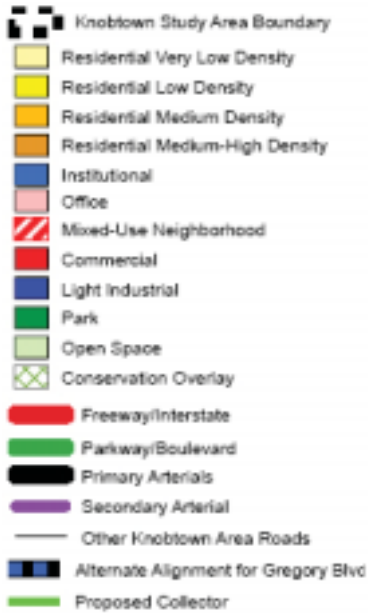 Knobtown Study Area Boundary
Residential Very Low Density
Residential Low Density
Residential Medium Density
Residential Medium-High Density
Institutional
Office
Mixed-Use Neighborhood
Commercial
Light Industrial
Park
Open Space
Conservation Overlay
Freeway/Interstate
Parkway/Boulevard
Primary Arterials
Secondary Arterial
Other Knobtown Area Roads
Alternate Alignment for Gregory Blvd
Proposed Collector